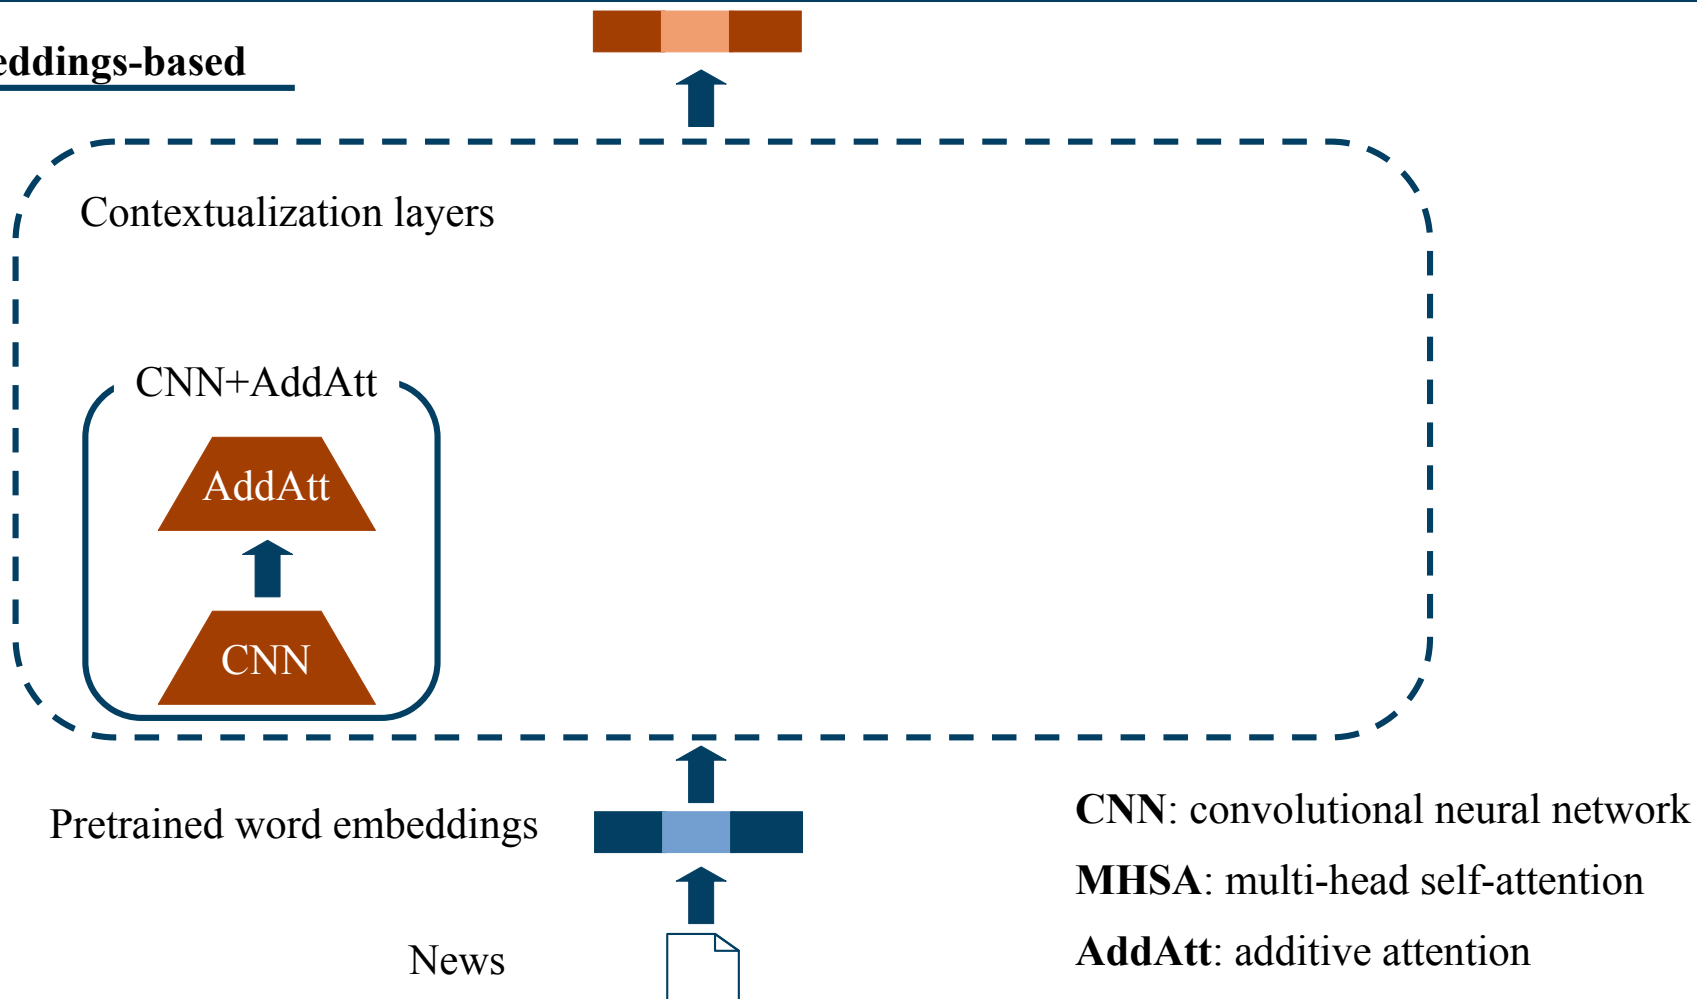 eddings-based
Contextualization layers
CNN+AddAtt
AddAtt
CNN
Pretrained word embeddings
News
CNN: convolutional neural network
MHSA: multi-head self-attention
AddAtt: additive attention